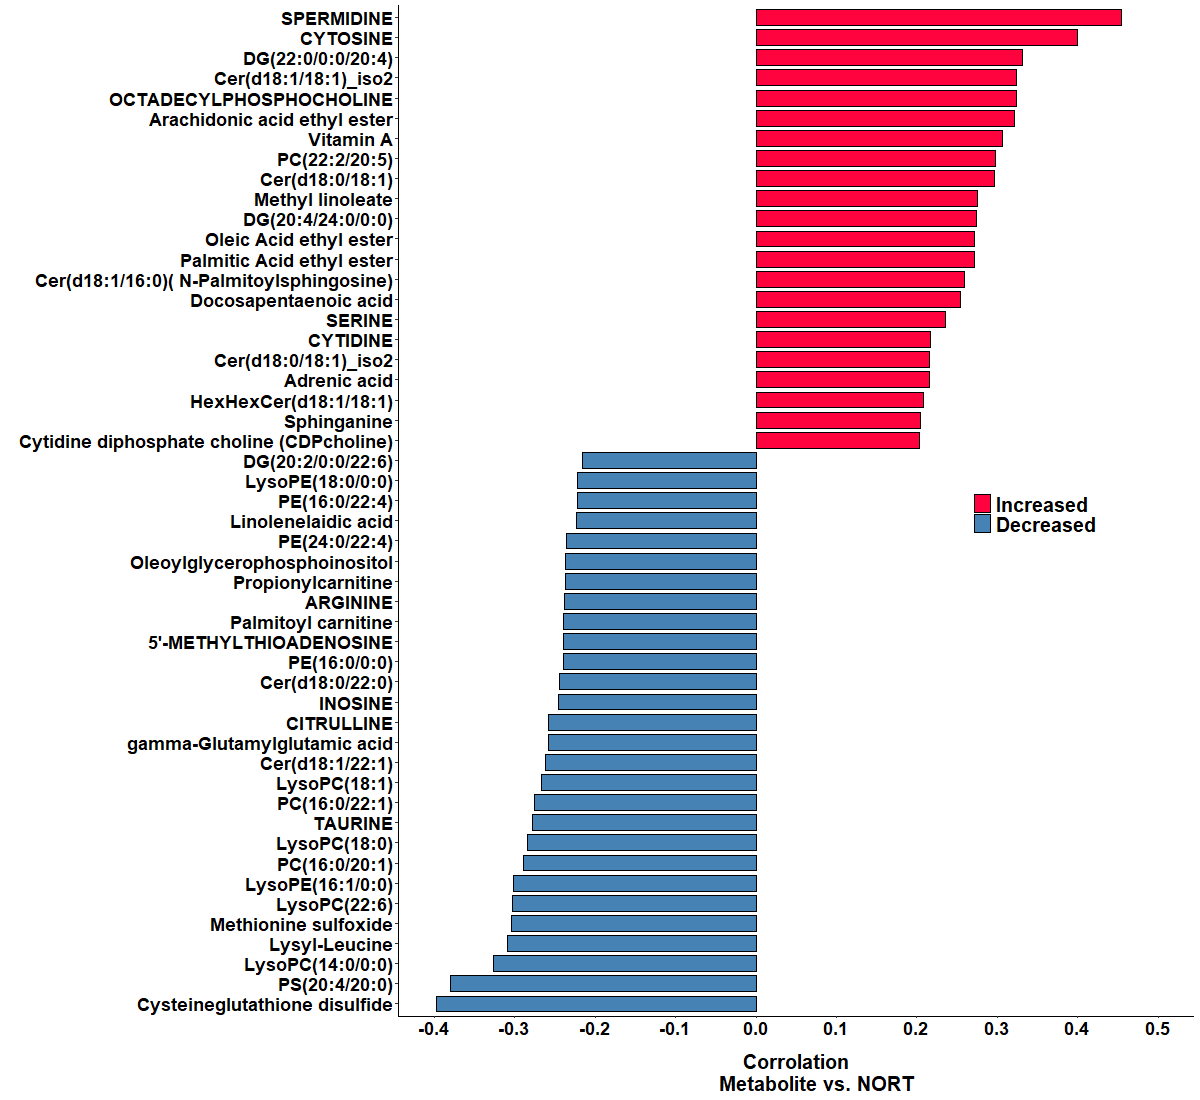 SPERMIDINE
CYTOSINE
DG(22:0/0:0/20:4)
Cer(d18:1/18:1)_iso2
OCTADECYLPHOSPHOCHOLINE
Arachidonic acid ethyl ester
Vitamin A
PC(22:2/20:5)
Cer(d18:0/18:1)
Methyl linoleate
DG(20:4/24:0/0:0)
Oleic Acid ethyl ester
Palmitic Acid ethyl ester
Cer(d18:1/16:0)( N-Palmitoylsphingosine)
Docosapentaenoic acid
SERINE
CYTIDINE
Cer(d18:0/18:1)_iso2
Adrenic acid
HexHexCer(d18:1/18:1)
Sphinganine
Cytidine diphosphate choline (CDPcholine)
DG(20:2/0:0/22:6)
LysoPE(18:0/0:0)
PE(16:0/22:4)
Linolenelaidic acid
PE(24:0/22:4)
Oleoylglycerophosphoinositol
Propionylcarnitine
ARGININE
Palmitoyl carnitine
5'-METHYLTHIOADENOSINE
PE(16:0/0:0)
Cer(d18:0/22:0)
INOSINE
CITRULLINE
gamma-Glutamylglutamic acid
Cer(d18:1/22:1)
LysoPC(18:1)
PC(16:0/22:1)
TAURINE
LysoPC(18:0)
PC(16:0/20:1)
LysoPE(16:1/0:0)
LysoPC(22:6)
Methionine sulfoxide
Lysyl-Leucine
LysoPC(14:0/0:0)
PS(20:4/20:0)
Cysteineglutathione disulfide
Increased
Decreased
-0.4 -0.3 -0.2 -0.1 0.0 0.1 0.2 0.3 0.4 0.5
Corrolation
Metabolite vs. NORT